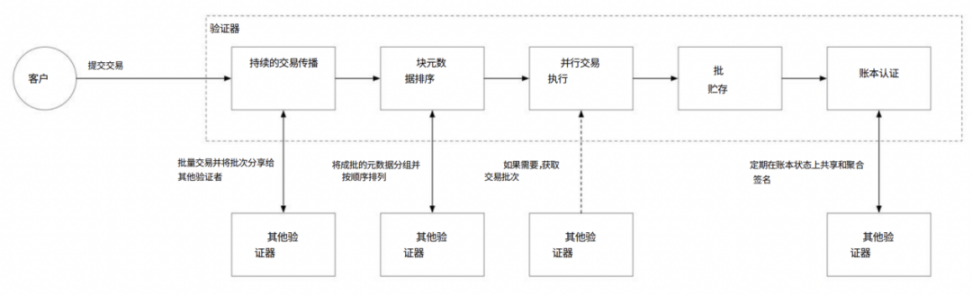 验证器
客户
提交交易
持续的交易传播
块元数
据排序
并行交易
执行
批
贮存
账本认证
批量交易并将批次分享给
其他验证者
将成批的元数据分组并
按顺序排列
如果需要,获取
交易批次
定期在账本状态上共享和聚合
签名
其他验
证器
其他验
证器
其他验
证器
其他验
证器